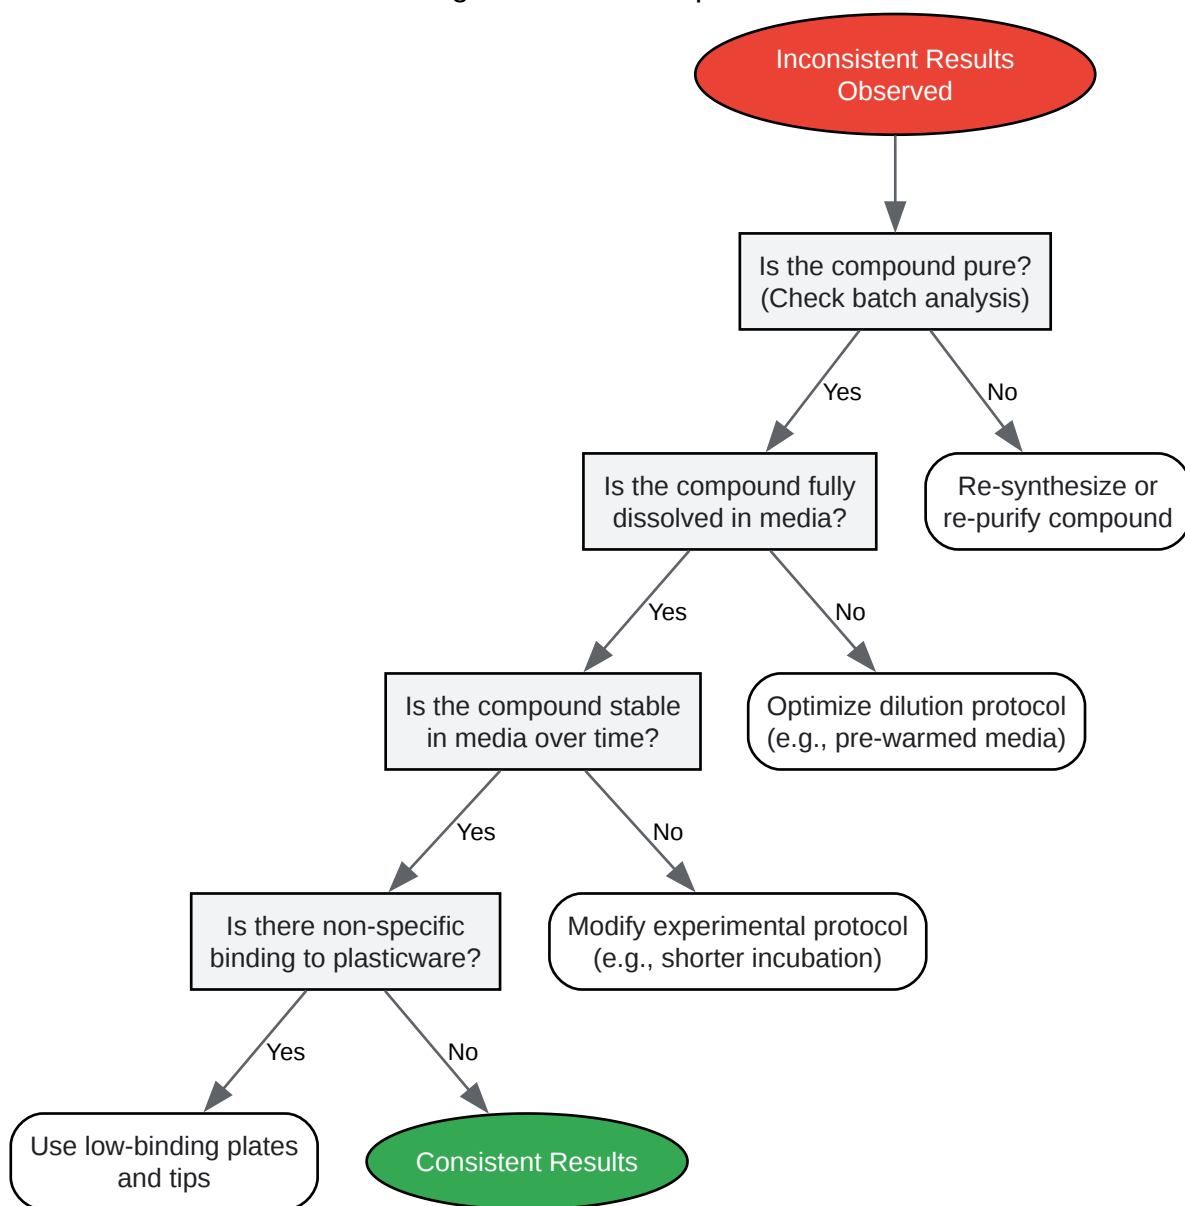 Inconsistent Results
Observed
Is the compound pure?
(Check batch analysis)
Yes
No
Is the compound fully
dissolved in media?
Re-synthesize or
re-purify compound
Yes
No
Is the compound stable
in media over time?
Optimize dilution protocol
(e.g., pre-warmed media)
Yes
No
Is there non-specific
binding to plasticware?
Modify experimental protocol
(e.g., shorter incubation)
Yes
No
Use low-binding plates
and tips
Consistent Results